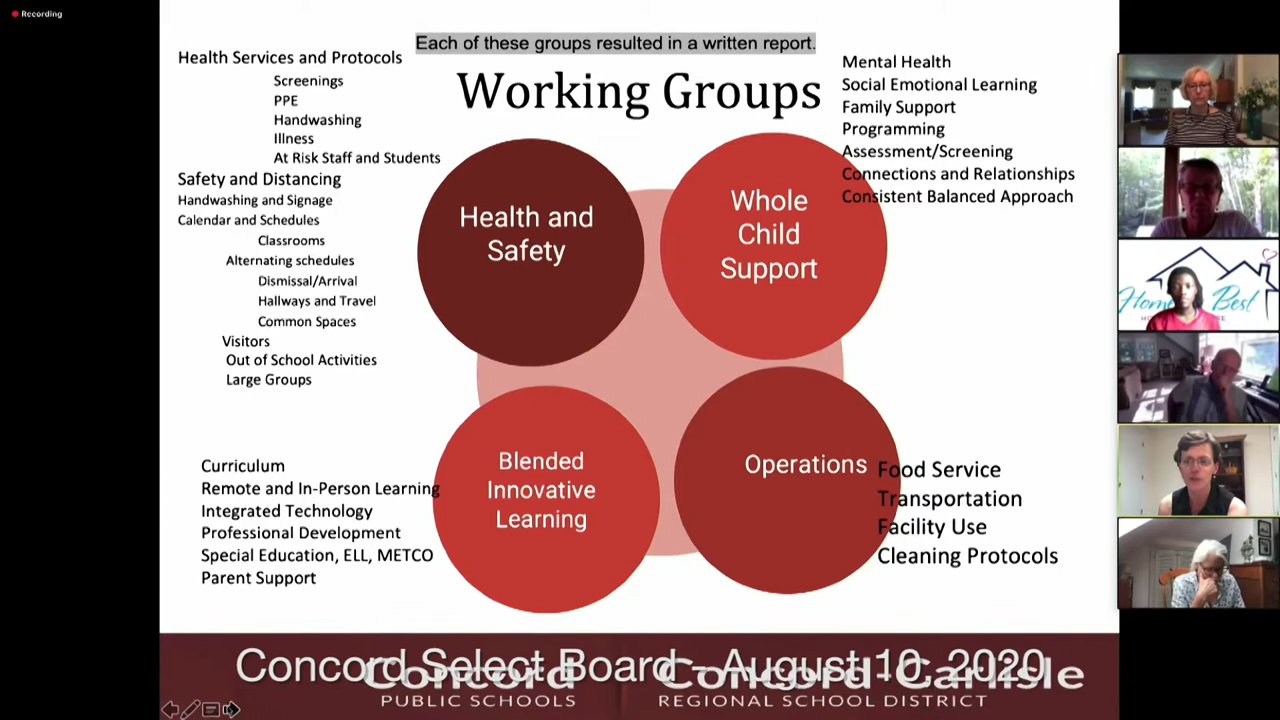 Recording
Each of these groups resulted in a written report.
Working Groups
Health Services and Protocols
Screenings
PPE
Handwashing
Illness
At Risk Staff and Students
Safety and Distancing
Handwashing and Signage
Calendar and Schedules
Classrooms
Alternating schedules
Dismissal/Arrival
Hallways and Travel
Common Spaces
Visitors
Out of School Activities
Large Groups
Health and
Safety
Whole
Child
Support
Mental Health
Social Emotional Learning
Family Support
Programming
Assessment/Screening
Connections and Relationships
Consistent Balanced Approach
Curriculum
Remote and In-Person Learning
Integrated Technology
Professional Development
Special Education, ELL, METCO
Parent Support
Blended
Innovative
Learning
Operations
Food Service
Transportation
Facility Use
Cleaning Protocols
Concord Select Board - August 10, 2020
Concord
PUBLIC SCHOOLS
Concord-Carlisle
REGIONAL SCHOOL DISTRICT
Best